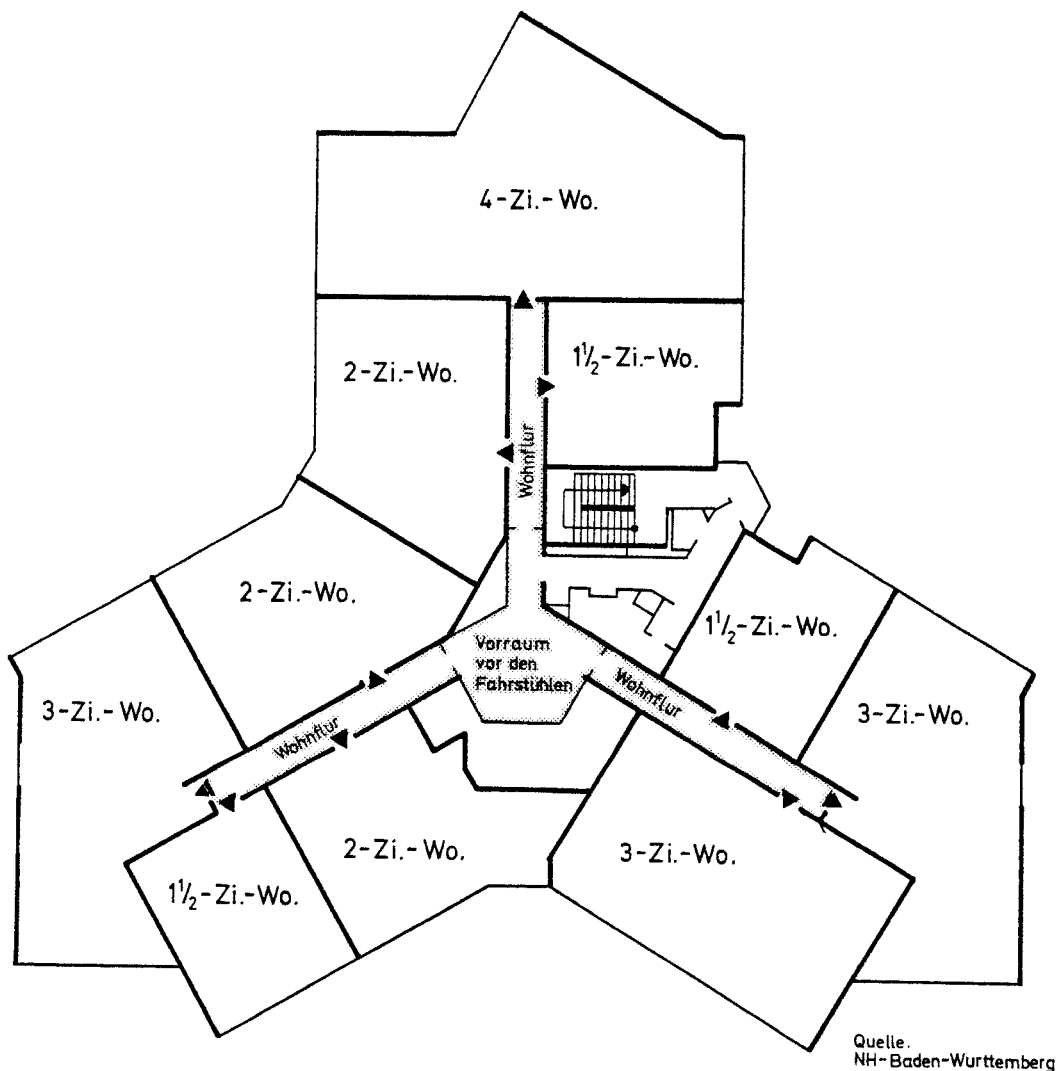 4-Zi.-Wo.
2-Zi.-Wo.
1½-Zi.-Wo.
Wohnflur
2-Zi.-Wo.
1½-Zi.-Wo.
Vorraum
vor den
Fahrstühlen
Wohnflur
3-Zi.-Wo.
3-Zi.-Wo.
Wohnflur
2-Zi.-Wo.
3-Zi.-Wo.
1½-Zi.-Wo.
Quelle.
NH-Baden-Wurttemberg